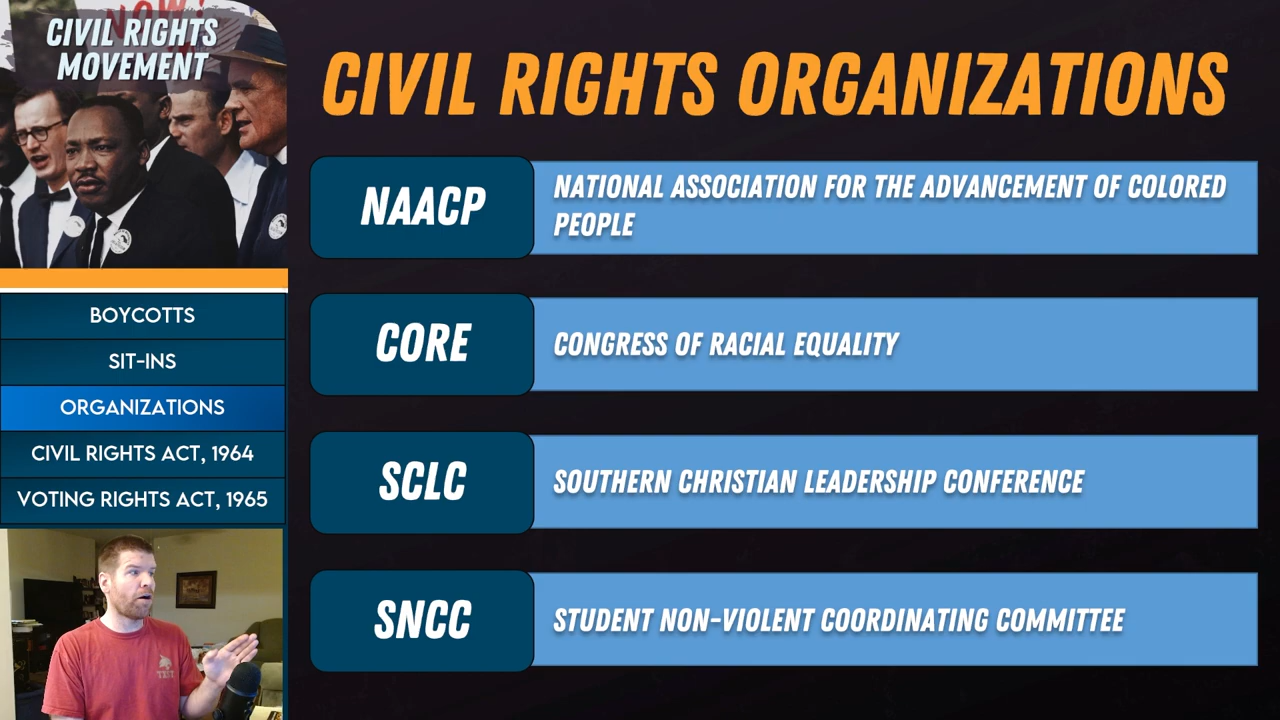 NOW!
CIVIL RIGHTS
MOVEMENT
BOYCOTTS
SIT-INS
ORGANIZATIONS
CIVIL RIGHTS ACT, 1964
VOTING RIGHTS ACT, 1965
CIVIL RIGHTS ORGANIZATIONS
NAACP
NATIONAL ASSOCIATION FOR THE ADVANCEMENT OF COLORED
PEOPLE
CORE
CONGRESS OF RACIAL EQUALITY
SCLC
SOUTHERN CHRISTIAN LEADERSHIP CONFERENCE
SNCC
STUDENT NON-VIOLENT COORDINATING COMMITTEE